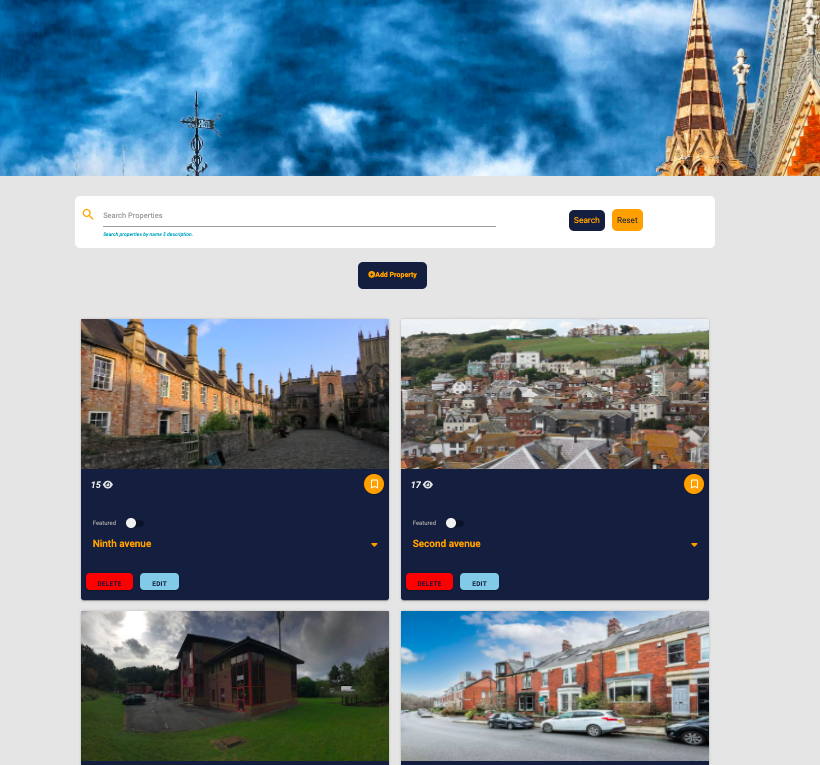 Search Properties
Search properties by name $ description.
Search
Reset
Add Property
15
17
Featured
Featured
Ninth avenue
Second avenue
DELETE
EDIT
DELETE
EDIT